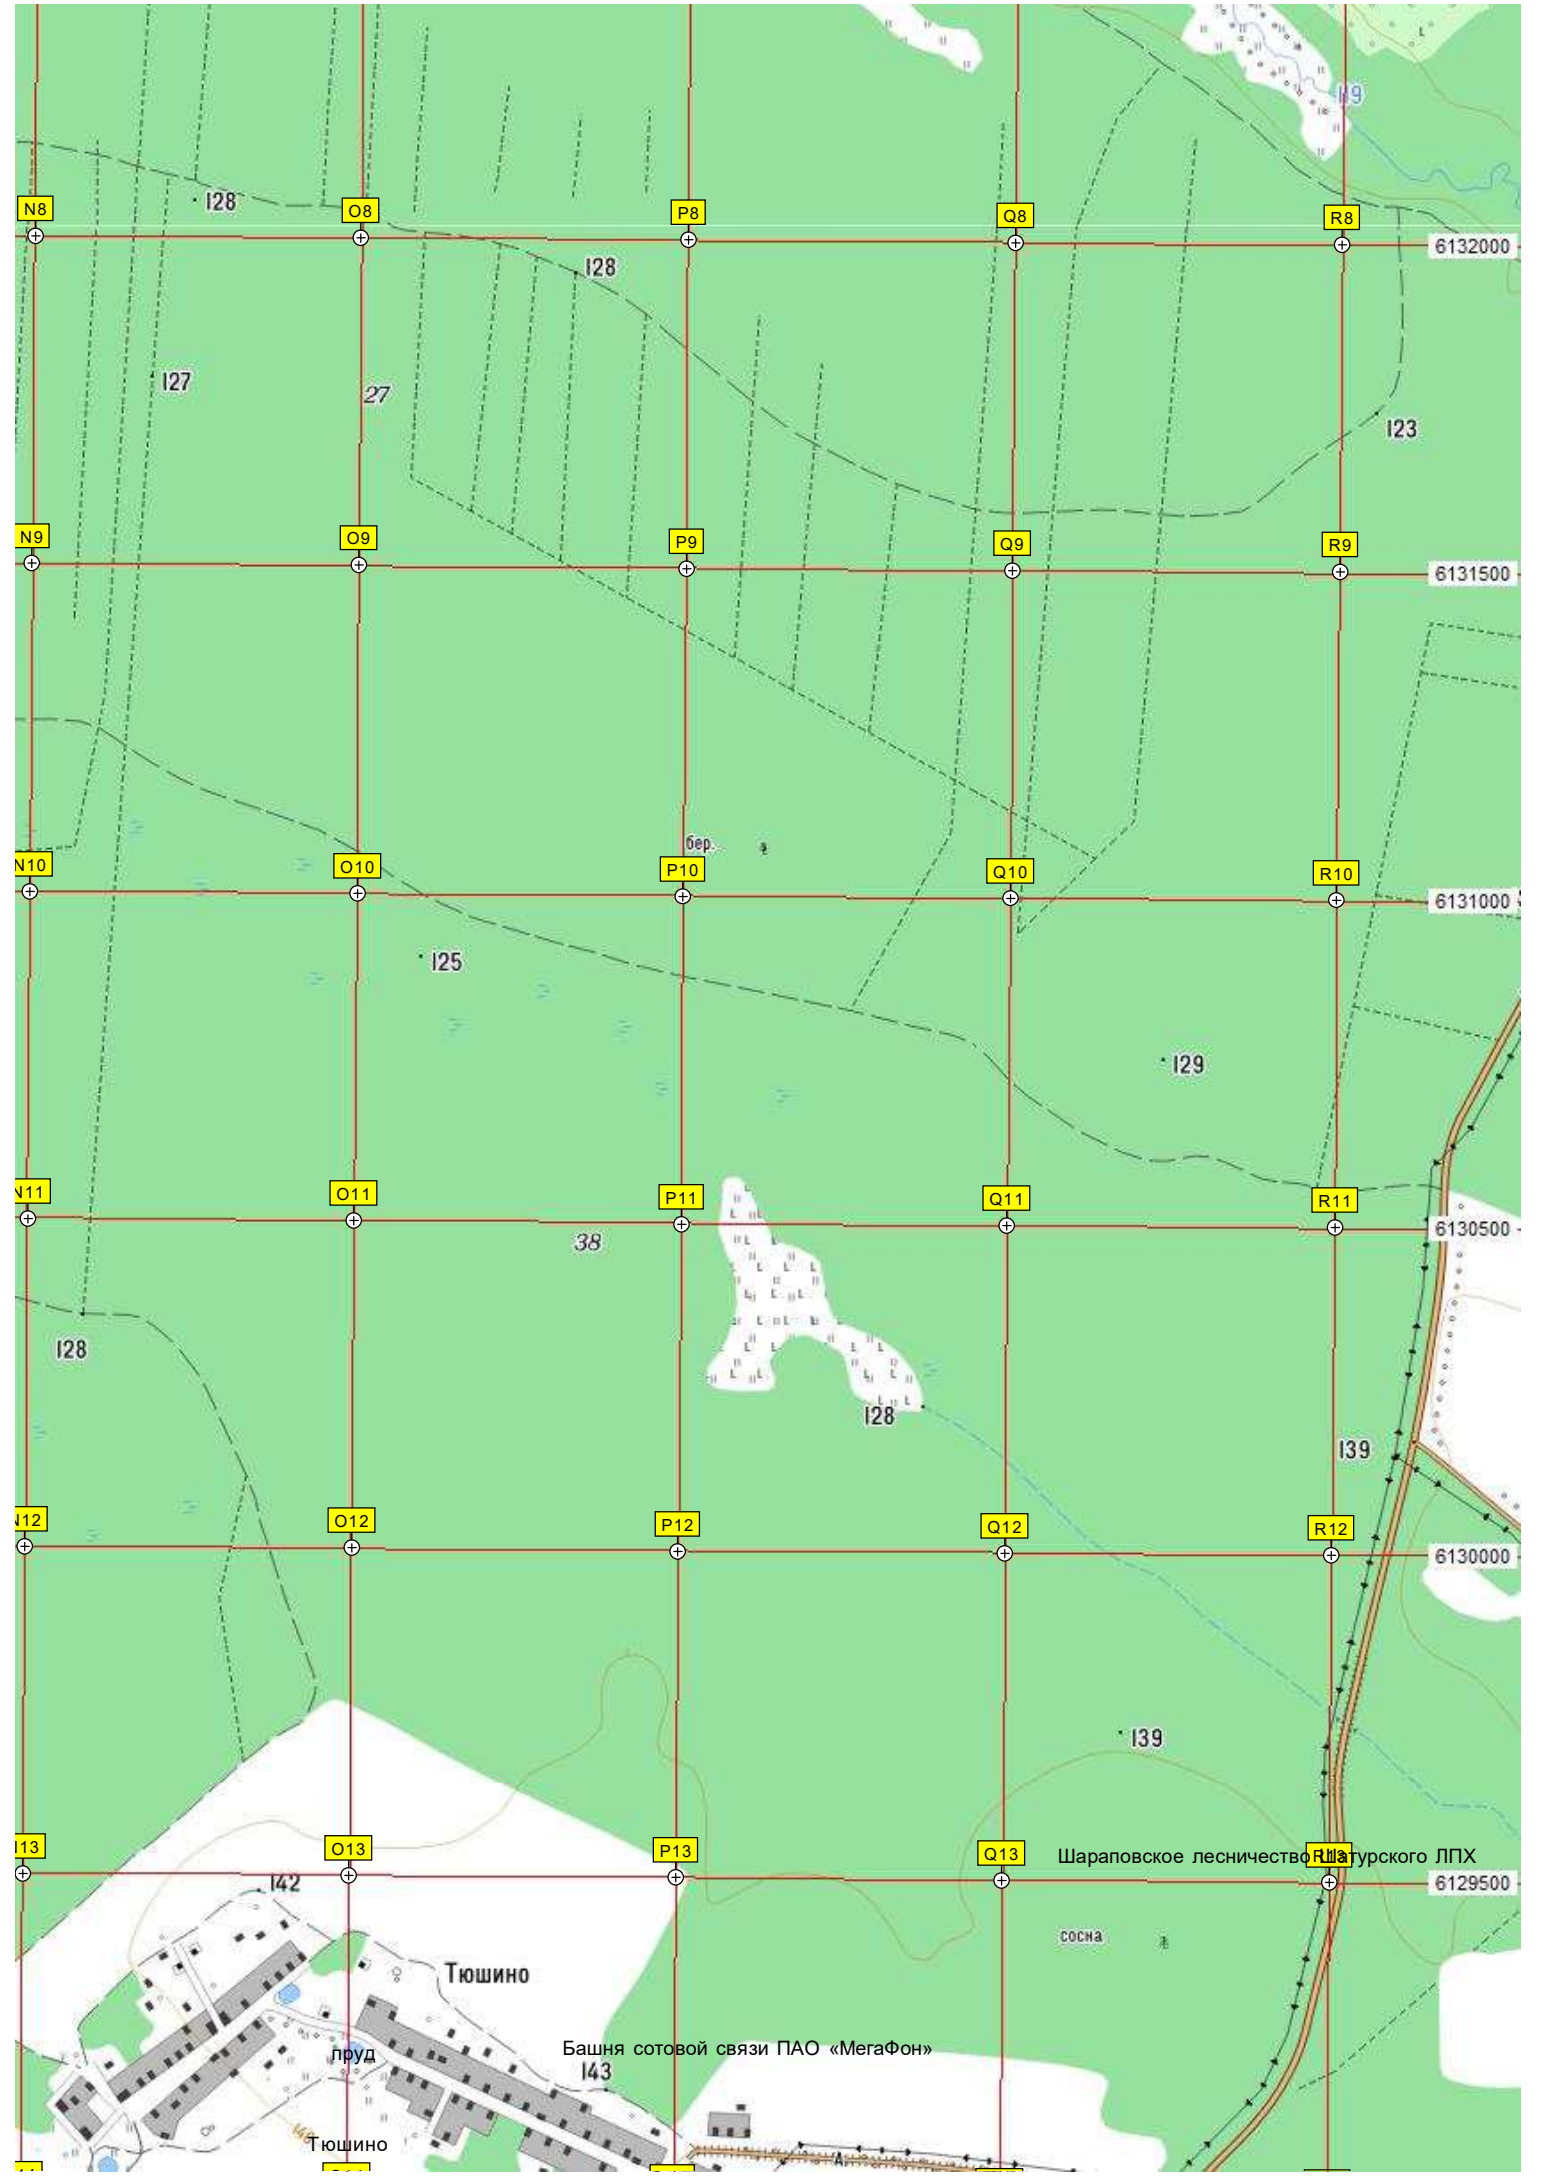 119
N8
128
O8
P8
Q8
R8
6132000
128
127
27
123
N9
O9
P9
Q9
R9
6131500
бер.
N10
O10
P10
Q10
R10
6131000
125
129
N11
O11
P11
Q11
R11
6130500
38
128
128
139
N12
O12
P12
Q12
R12
6130000
139
O13
P13
Q13
R13
Шараповское лесничество Шатурского ЛПХ
6129500
142
сосна
Тюшино
пруд
Башня сотовой связи ПАО «МегаФон»
143
Тюшино